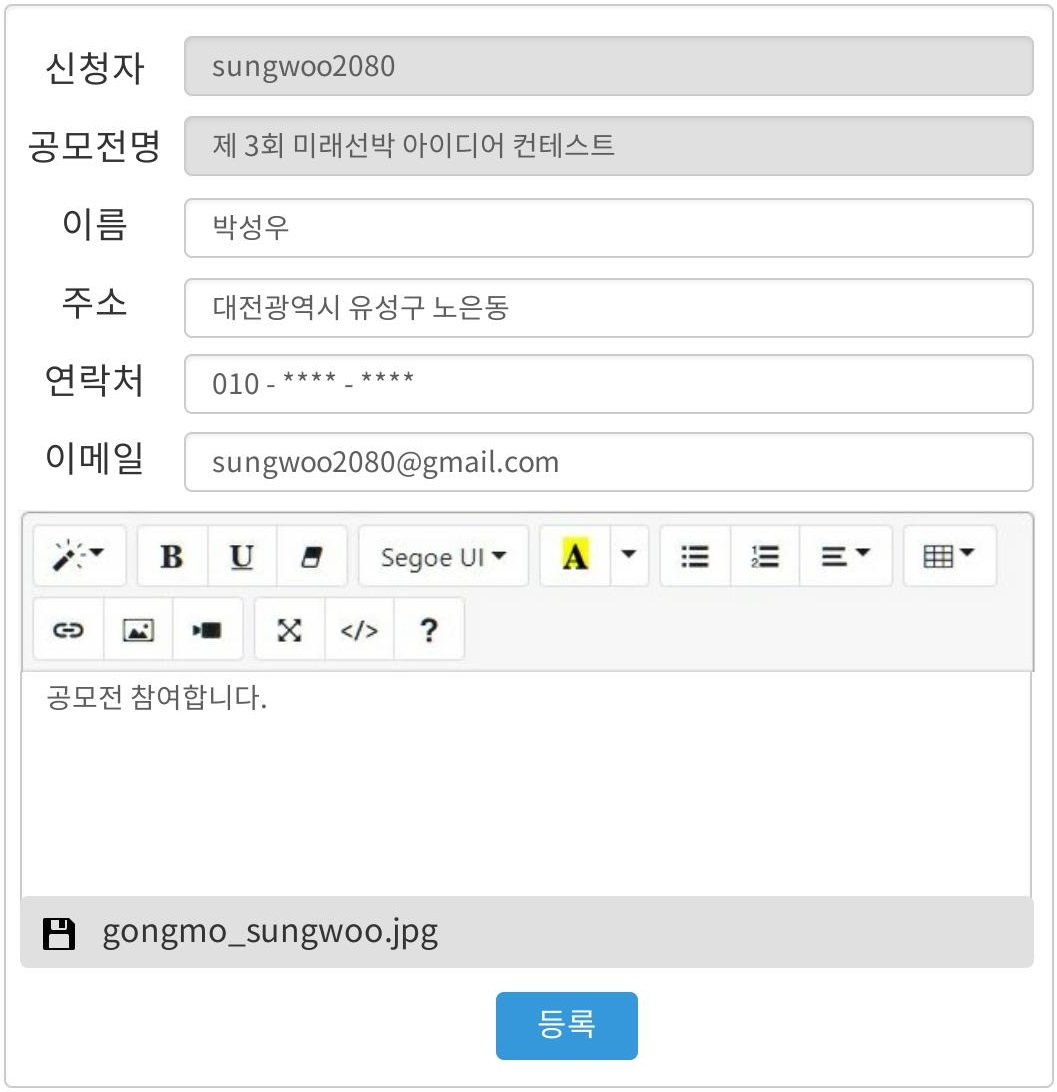 신청자 sungwoo2080
공모전명 제 3회 미래선박 아이디어 컨테스트
이름 박성우
주소 대전광역시 유성구 노은동
연락처 010 - **** - ****
이메일 sungwoo2080@gmail.com
B U Segoe UI A
</> ?
공모전 참여합니다.
gongmo_sungwoo.jpg
등록